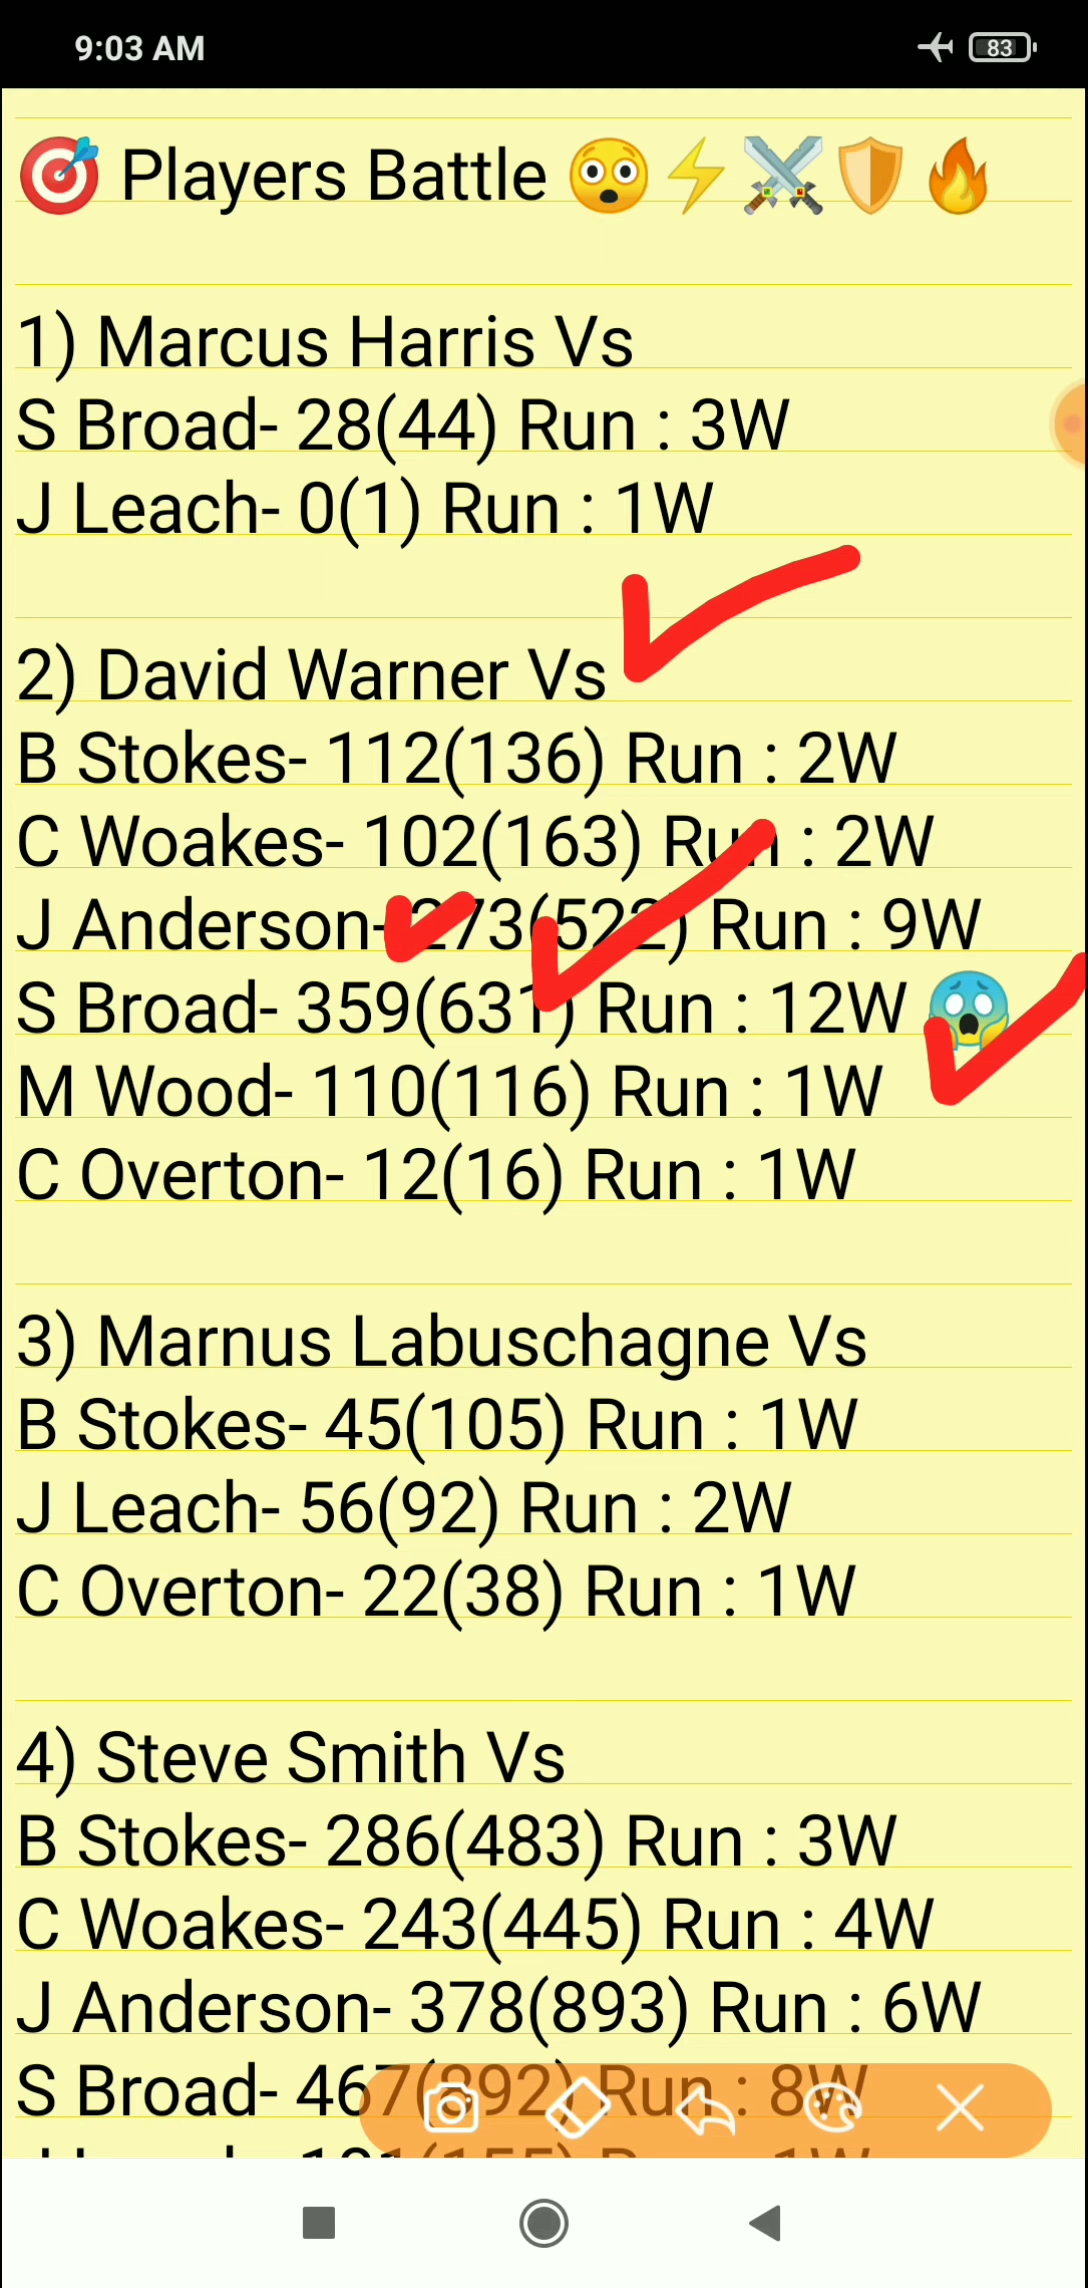 9:03 AM
83
🎯 Players Battle 😲⚡⚔️🛡️🔥
1) Marcus Harris Vs
S Broad- 28(44) Run : 3W
J Leach- 0(1) Run : 1W
2) David Warner Vs
B Stokes- 112(136) Run : 2W
C Woakes- 102(163) Run : 2W
J Anderson- 273(522) Run : 9W
S Broad- 359(631) Run : 12W 😱
M Wood- 110(116) Run : 1W
C Overton- 12(16) Run : 1W
3) Marnus Labuschagne Vs
B Stokes- 45(105) Run : 1W
J Leach- 56(92) Run : 2W
C Overton- 22(38) Run : 1W
4) Steve Smith Vs
B Stokes- 286(483) Run : 3W
C Woakes- 243(445) Run : 4W
J Anderson- 378(893) Run : 6W
S Broad- 467(892) Run : 8W